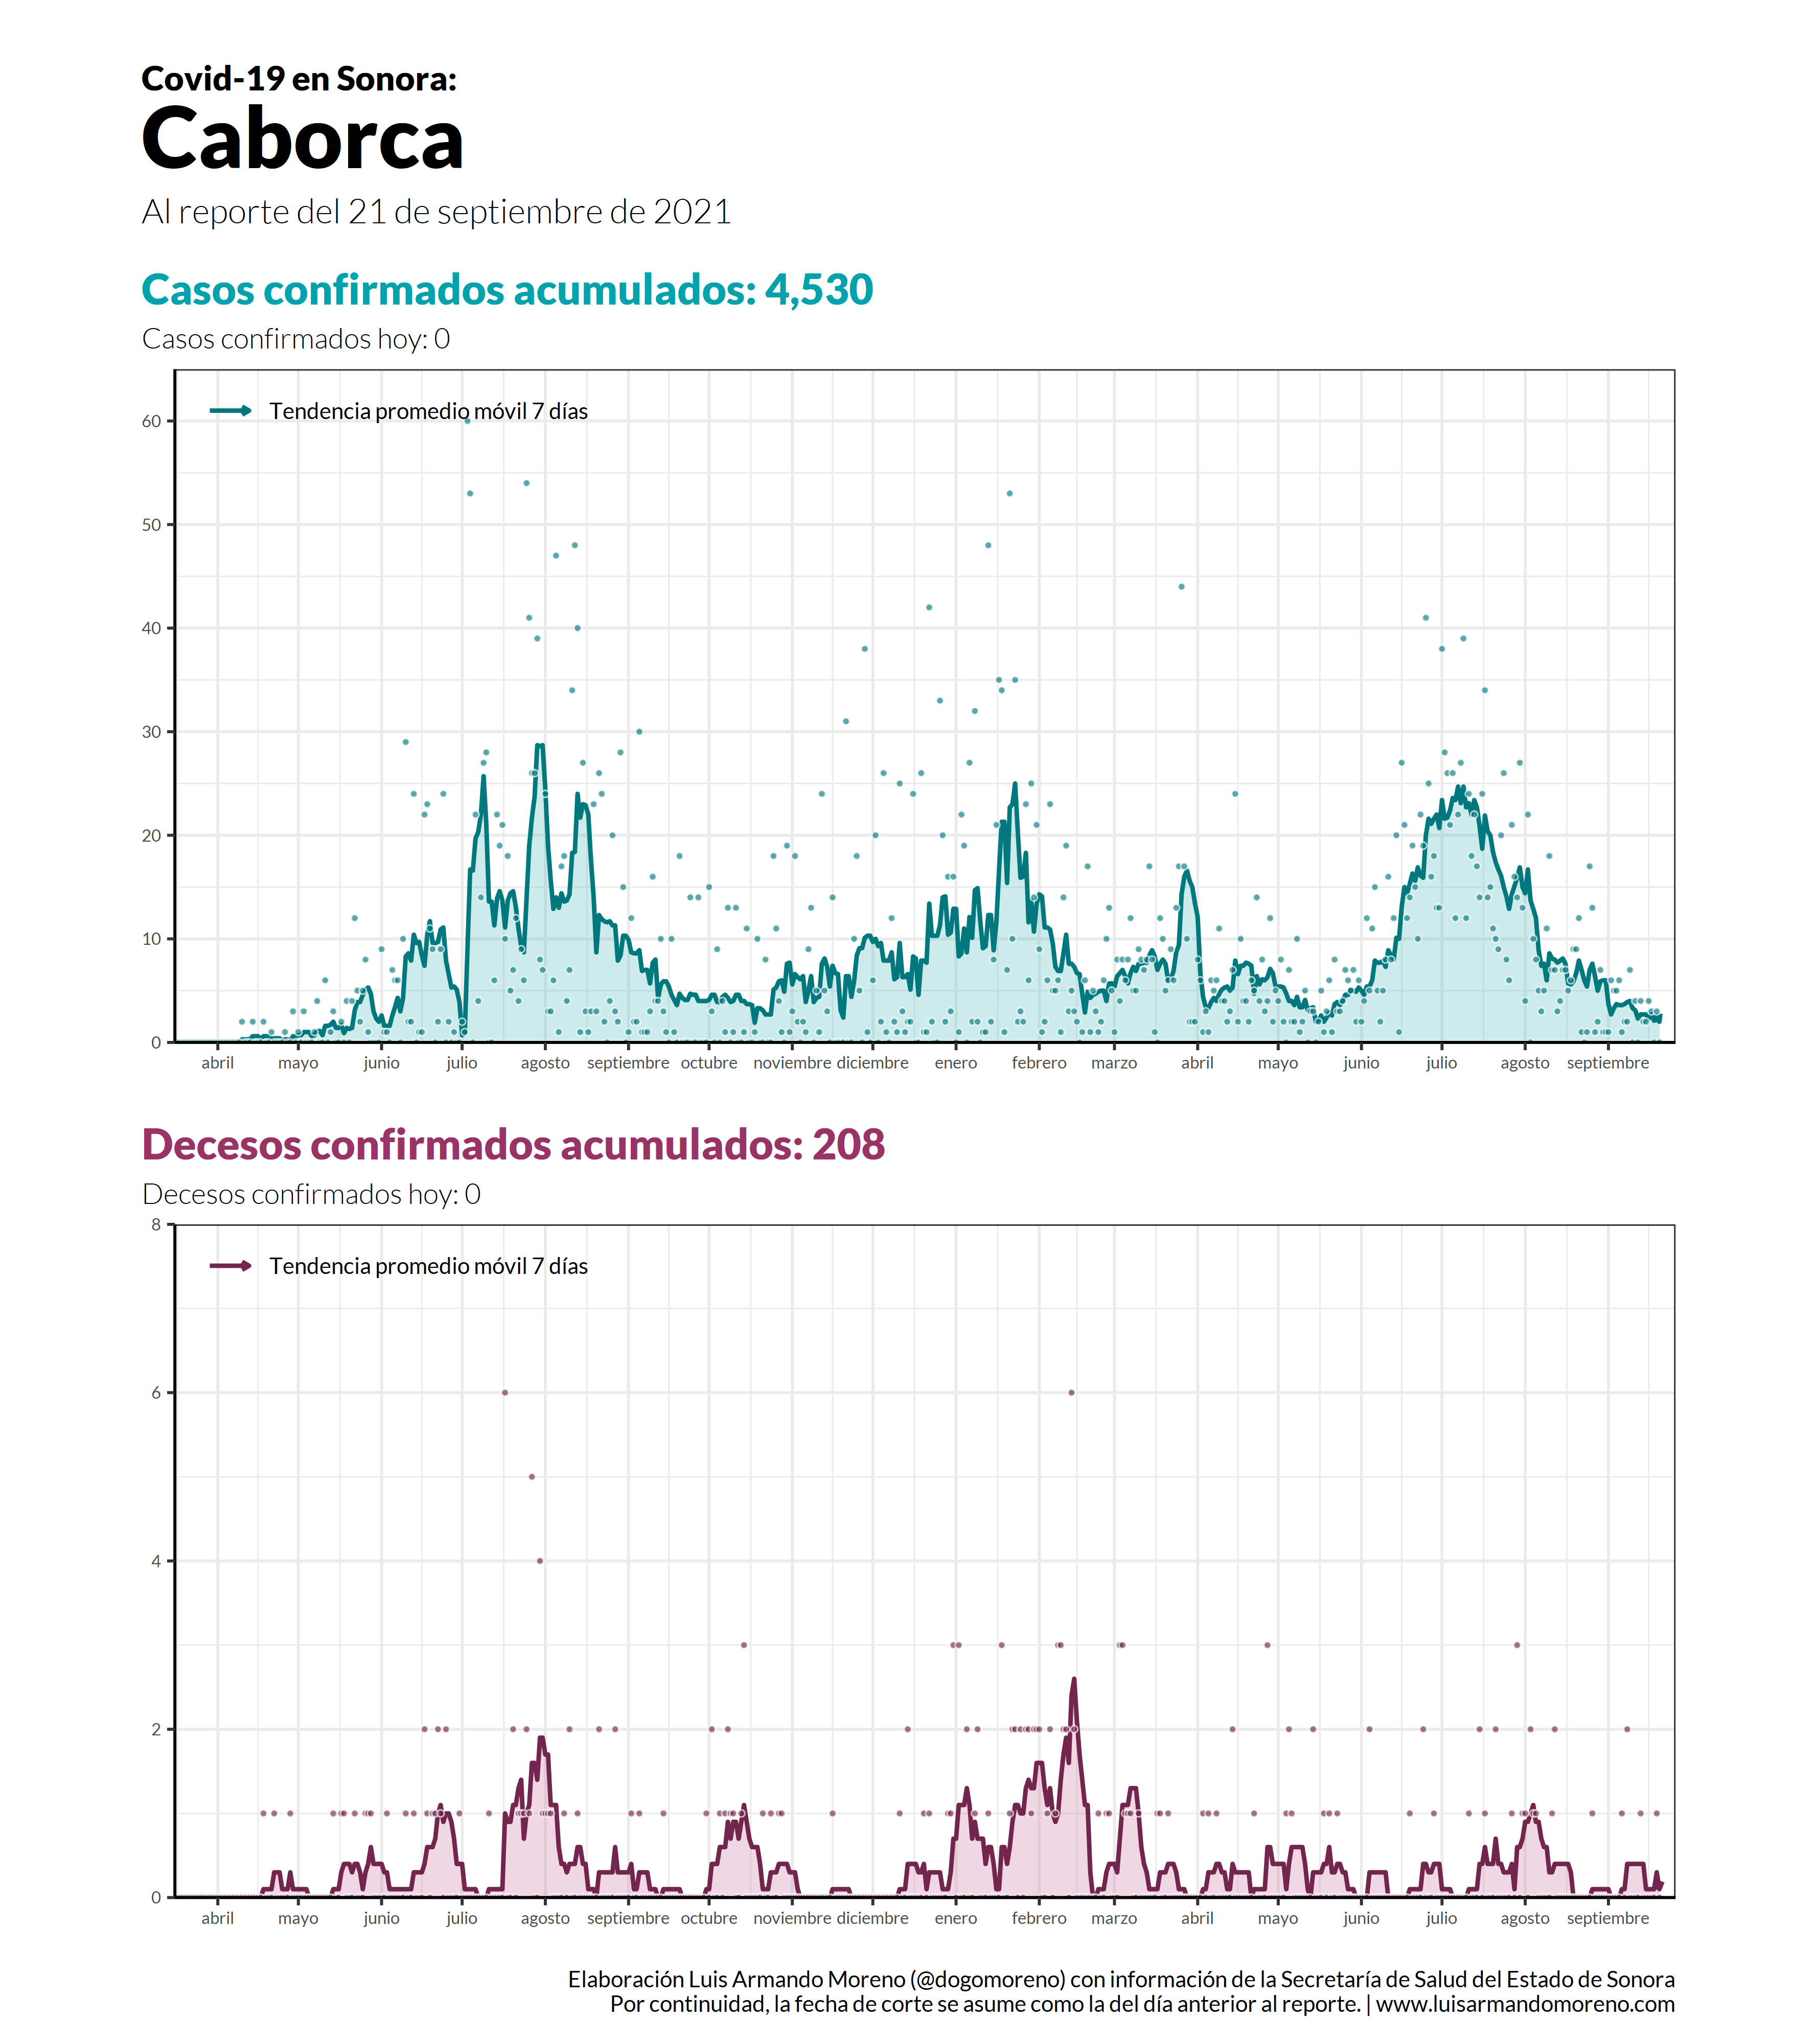 Covid-19 en Sonora:
Caborca
Al reporte del 21 de septiembre de 2021
Casos confirmados acumulados: 4,530
Casos confirmados hoy: 0
Tendencia promedio móvil 7 días
60
50
40
30
20
10
0
abril mayo junio julio agosto septiembre octubre noviembre diciembre enero febrero marzo abril mayo junio julio agosto septiembre
Decesos confirmados acumulados: 208
Decesos confirmados hoy: 0
8
Tendencia promedio móvil 7 días
6
4
2
0
abril mayo junio julio agosto septiembre octubre noviembre diciembre enero febrero marzo abril mayo junio julio agosto septiembre
Elaboración Luis Armando Moreno (@dogomoreno) con información de la Secretaría de Salud del Estado de Sonora
Por continuidad, la fecha de corte se asume como la del día anterior al reporte. | www.luisarmandomoreno.com